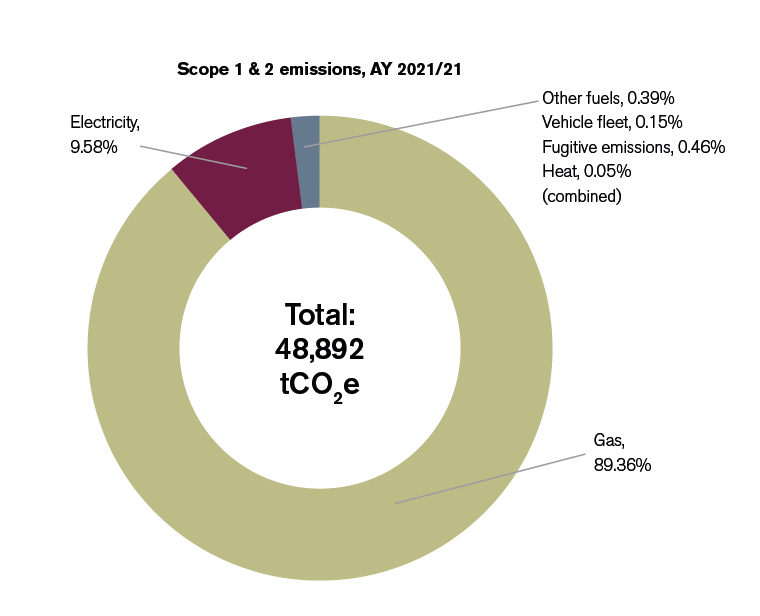 Scope 1 & 2 emissions, AY 2021/21
Electricity,
9.58%
Other fuels, 0.39%
Vehicle fleet, 0.15%
Fugitive emissions, 0.46%
Heat, 0.05%
(combined)
Total:
48,892
tCO₂e
Gas,
89.36%